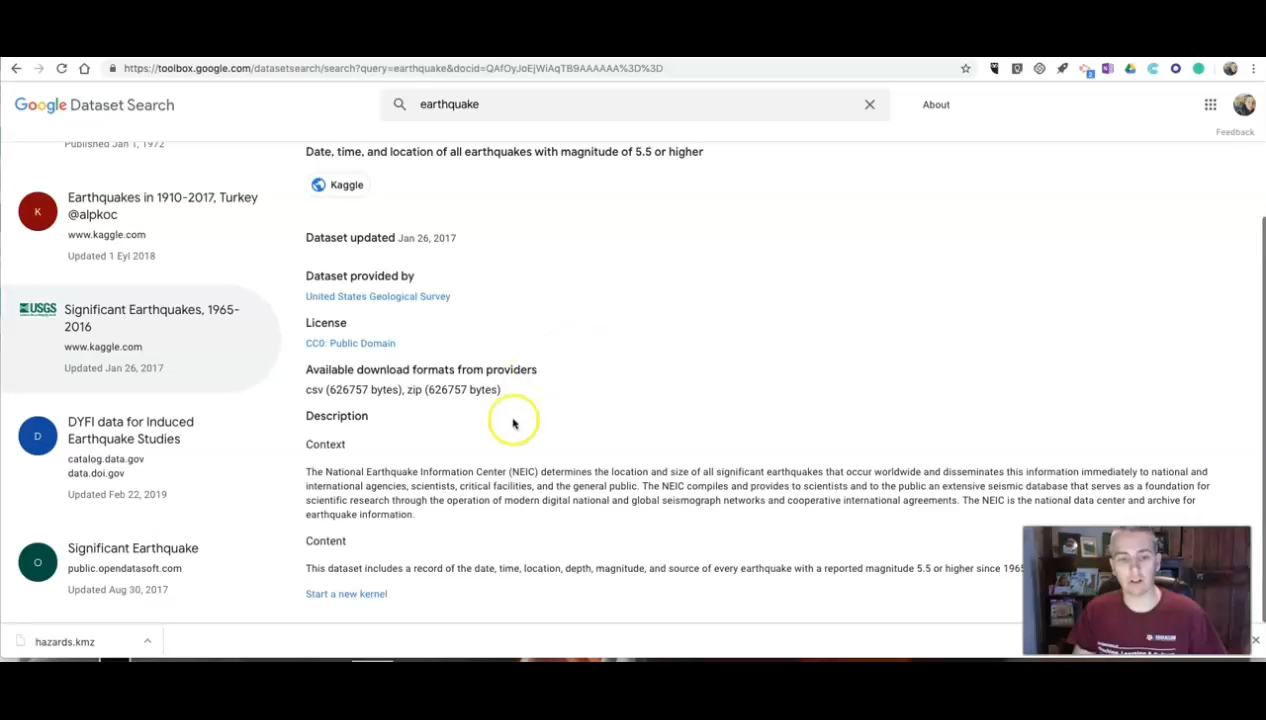 https://toolbox.google.com/datasetsearch/search?query=earthquake&docid=QAfOyJoEjWiAqTB9AAAAAA%3D%3D
Google Dataset Search
earthquake
About
Feedback
Published Jan 1, 1972
K
Earthquakes in 1910-2017, Turkey
@alpkoc
www.kaggle.com
Updated 1 Eyl 2018
USGS
Significant Earthquakes, 1965-
2016
www.kaggle.com
Updated Jan 26, 2017
D
DYFI data for Induced
Earthquake Studies
catalog.data.gov
data.doi.gov
Updated Feb 22, 2019
O
Significant Earthquake
public.opendatasoft.com
Updated Aug 30, 2017
Date, time, and location of all earthquakes with magnitude of 5.5 or higher
Kaggle
Dataset updated Jan 26, 2017
Dataset provided by
United States Geological Survey
License
CC0: Public Domain
Available download formats from providers
csv (626757 bytes), zip (626757 bytes)
Description
Context
The National Earthquake Information Center (NEIC) determines the location and size of all significant earthquakes that occur worldwide and disseminates this information immediately to national and
international agencies, scientists, critical facilities, and the general public. The NEIC compiles and provides to scientists and to the public an extensive seismic database that serves as a foundation for
scientific research through the operation of modern digital national and global seismograph networks and cooperative international agreements. The NEIC is the national data center and archive for
earthquake information.
Content
This dataset includes a record of the date, time, location, depth, magnitude, and source of every earthquake with a reported magnitude 5.5 or higher since 1965
Start a new kernel
hazards.kmz